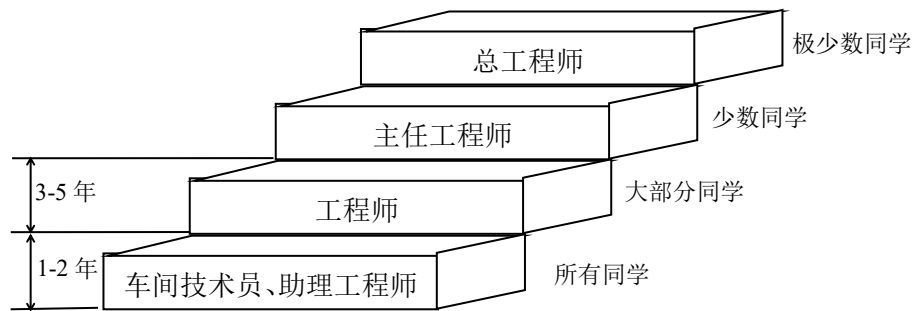 总工程师
极少数同学
主任工程师
少数同学
3-5 年
工程师
大部分同学
1-2 年
车间技术员、助理工程师
所有同学